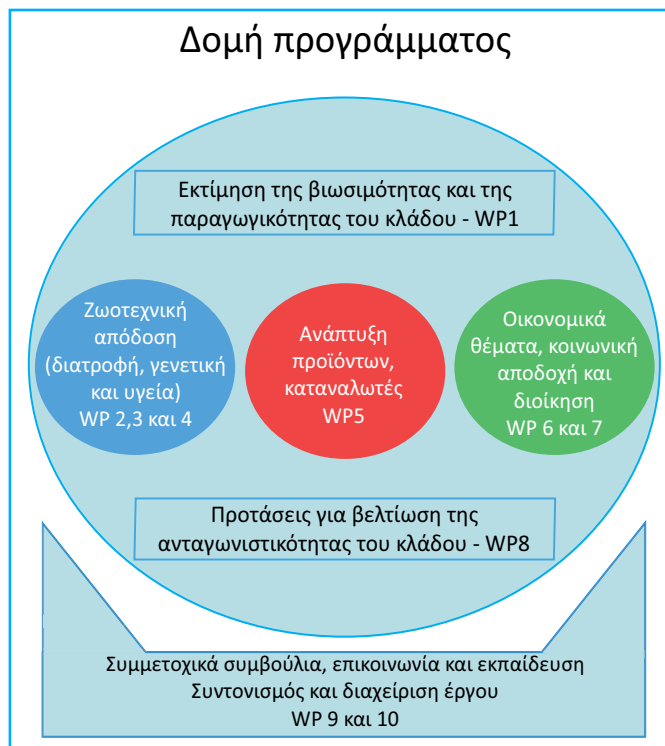 Δομή προγράμματος
Εκτίμηση της βιωσιμότητας και της
παραγωγικότητας του κλάδου - WP1
Ζωοτεχνική
απόδοση
(διατροφή, γενετική
και υγεία)
WP 2,3 και 4
Ανάπτυξη
προϊόντων,
καταναλωτές
WP5
Οικονομικά
θέματα, κοινωνική
αποδοχή και
διοίκηση
WP 6 και 7
Προτάσεις για βελτίωση της
ανταγωνιστικότητας του κλάδου - WP8
Συμμετοχικά συμβούλια, επικοινωνία και εκπαίδευση
Συντονισμός και διαχείριση έργου
WP 9 και 10